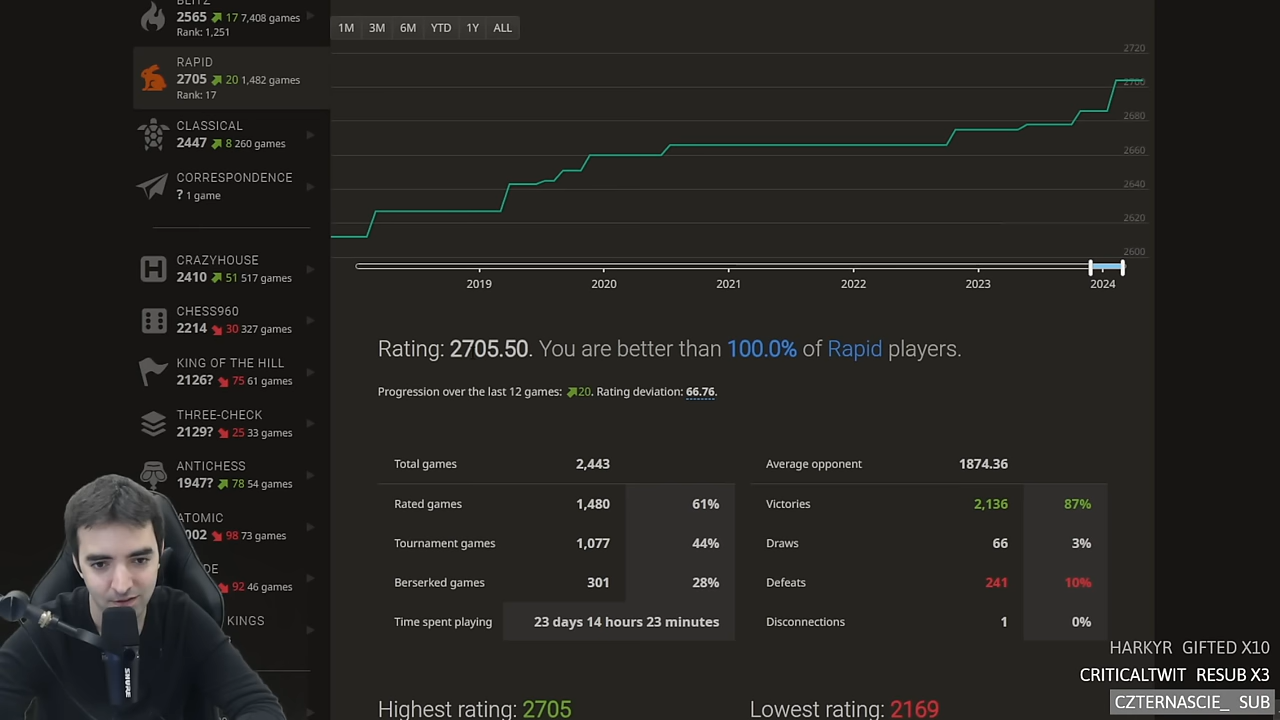 BLITZ
2565 17 7,408 games
Rank: 1,251
RAPID
2705 20 1,482 games
Rank: 17
CLASSICAL
2447 8 260 games
CORRESPONDENCE
? 1 game
CRAZYHOUSE
2410 51 517 games
CHESS960
2214 30 327 games
KING OF THE HILL
2126? 75 61 games
THREE-CHECK
2129? 25 33 games
ANTICHESS
1947? 78 54 games
ATOMIC
002 98 73 games
DE
92 46 games
KINGS
1M 3M 6M YTD 1Y ALL
2720
2700
2680
2660
2640
2620
2600
2019 2020 2021 2022 2023 2024
Rating: 2705.50. You are better than 100.0% of Rapid players.
Progression over the last 12 games: 20. Rating deviation: 66.76.
Total games 2,443
Rated games 1,480 61%
Tournament games 1,077 44%
Berserked games 301 28%
Time spent playing 23 days 14 hours 23 minutes
Average opponent 1874.36
Victories 2,136 87%
Draws 66 3%
Defeats 241 10%
Disconnections 1 0%
Highest rating: 2705
Lowest rating: 2169
SHURE
HARKYR GIFTED X10
CRITICALTWIT RESUB X3
CZTERNASCIE_ SUB